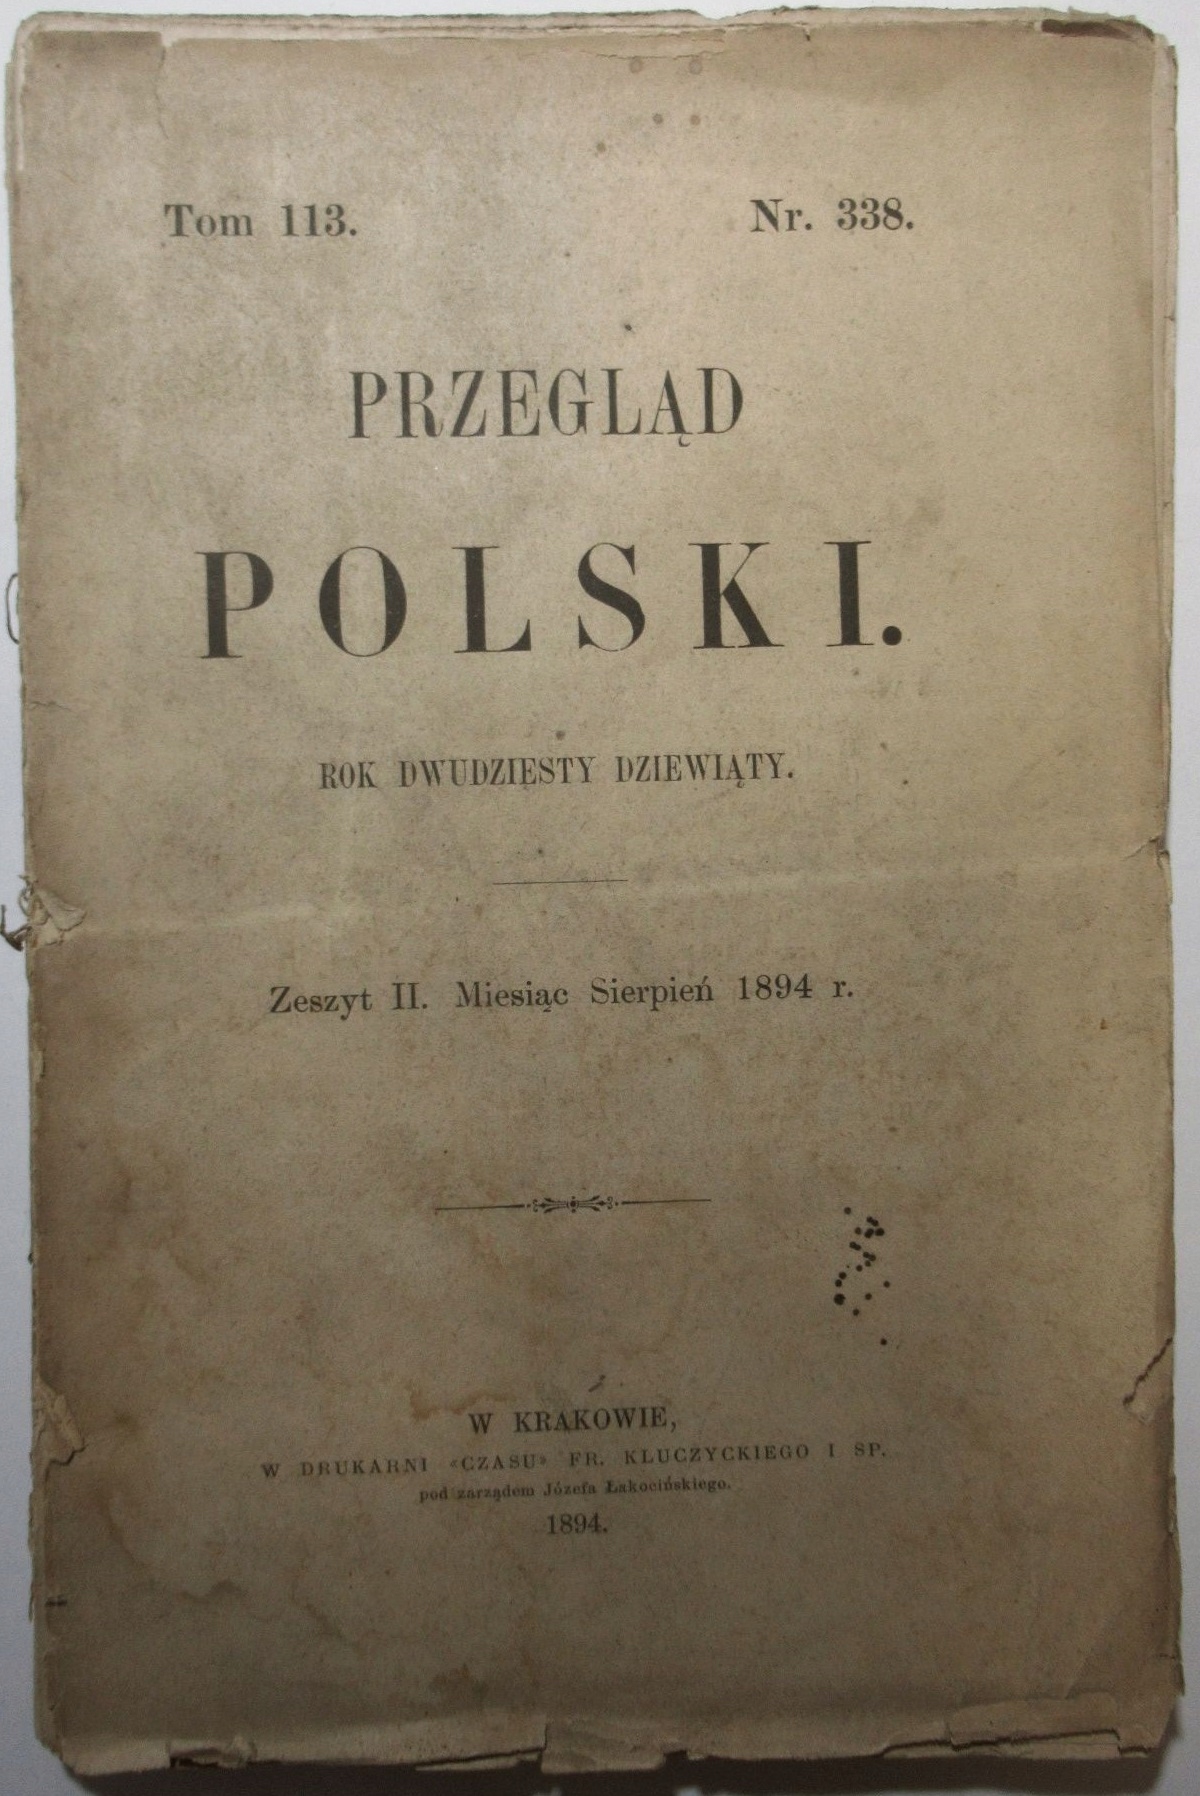 Tom 113. Nr. 338.
PRZEGLĄD
POLSKI.
ROK DWUDZIESTY DZIEWIĄTY.
Zeszyt II. Miesiąc Sierpień 1894 r.
W KRAKOWIE,
W DRUKARNI «CZASU» FR. KLUCZYCKIEGO I SP.
pod zarządem Józefa Łakocińskiego.
1894.